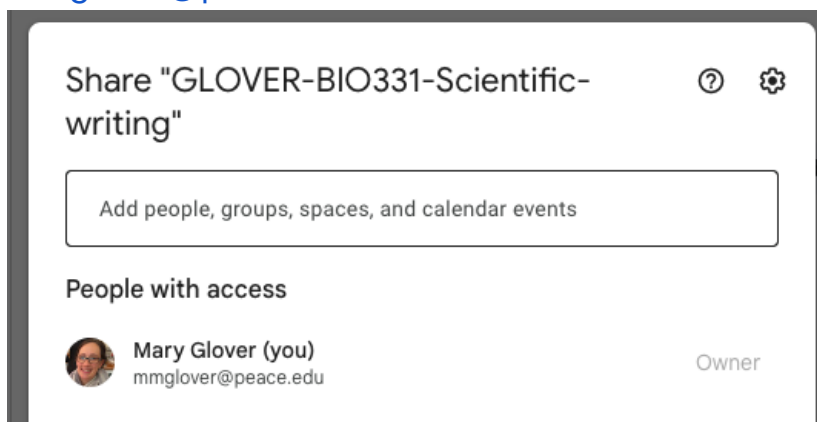 Share "GLOVER-BIO331-Scientific-
writing"
Add people, groups, spaces, and calendar events
People with access
Mary Glover (you)
Owner
mmglover@peace.edu